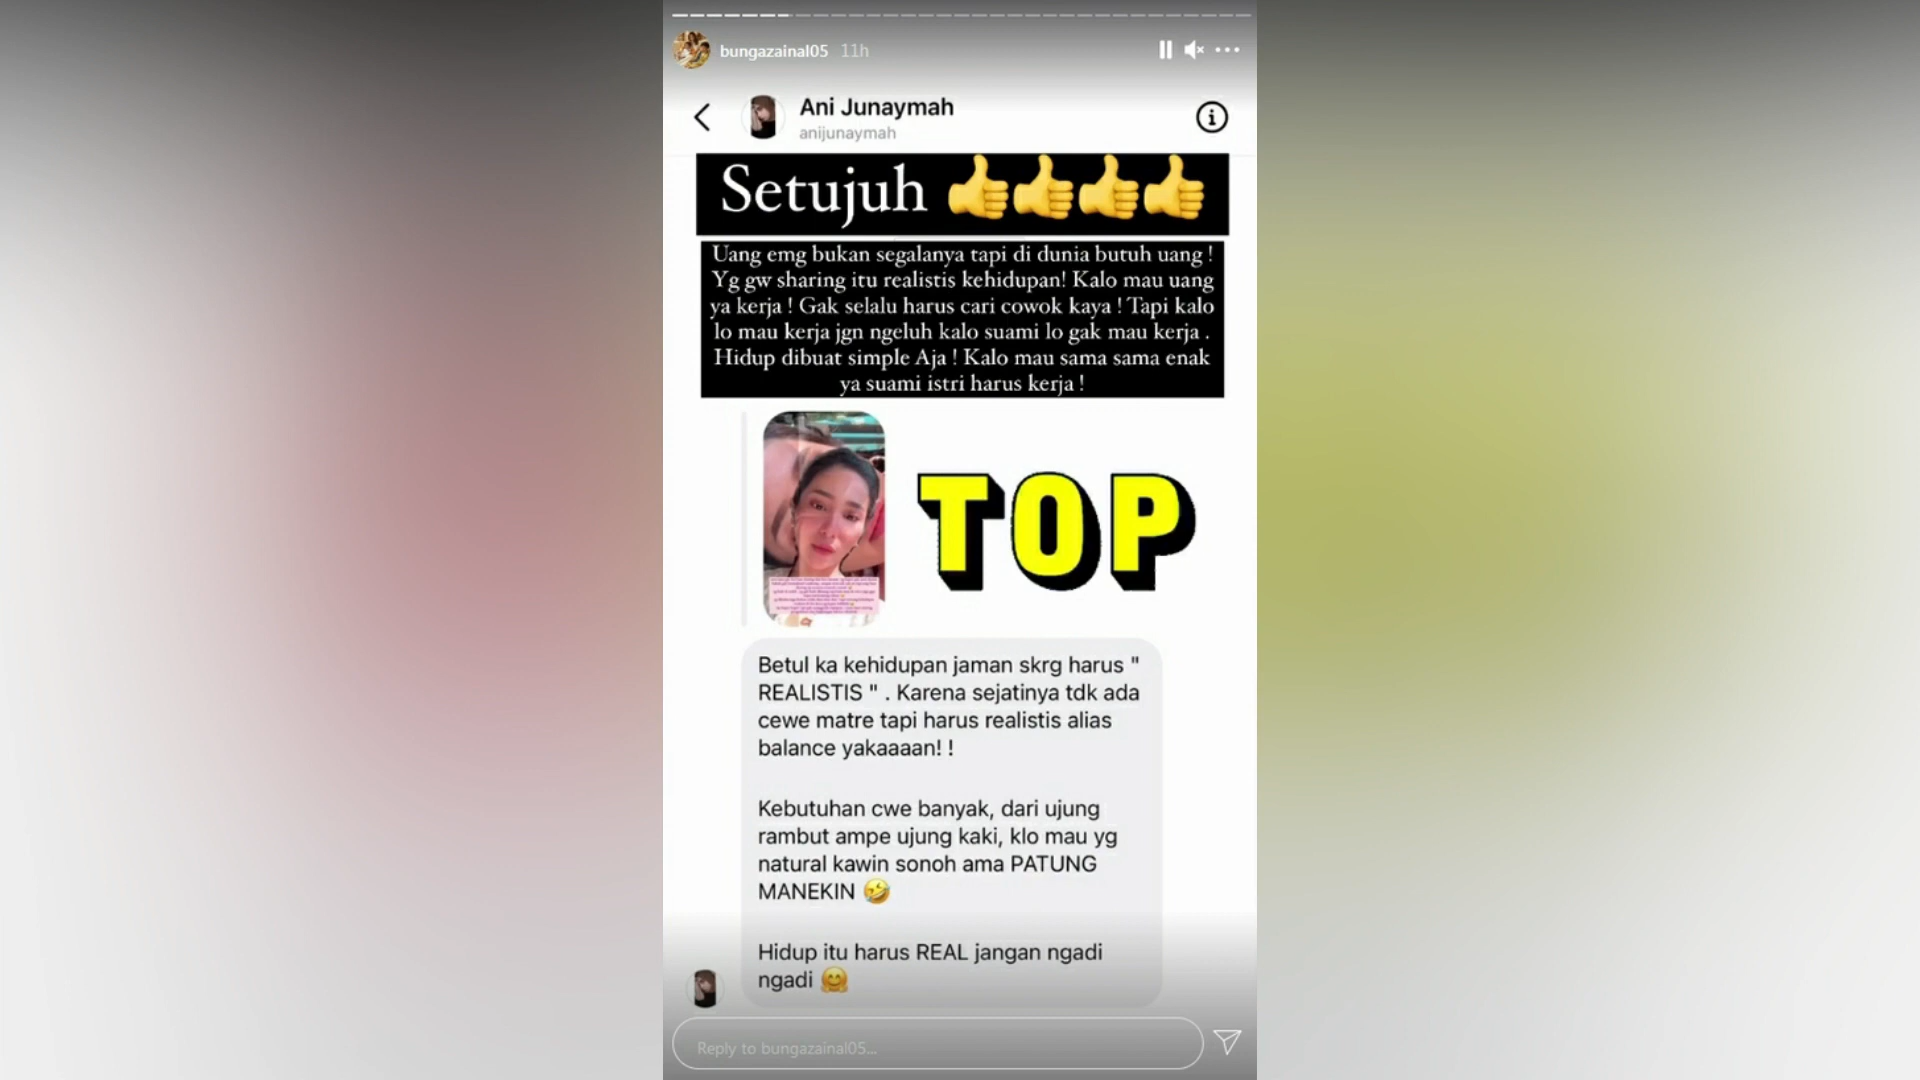 bungazainal05 11h
Ani Junaymah
anijunaymah
Setujuh 👍👍👍👍
Uang emg bukan segalanya tapi di dunia butuh uang !
Yg gw sharing itu realistis kehidupan! Kalo mau uang
ya kerja ! Gak selalu harus cari cowok kaya ! Tapi kalo
lo mau kerja jgn ngeluh kalo suami lo gak mau kerja .
Hidup dibuat simple Aja ! Kalo mau sama sama enak
ya suami istri harus kerja !
TOP
Betul ka kehidupan jaman skrg harus "
REALISTIS " . Karena sejatinya tdk ada
cewe matre tapi harus realistis alias
balance yakaaaan! !
Kebutuhan cwe banyak, dari ujung
rambut ampe ujung kaki, klo mau yg
natural kawin sonoh ama PATUNG
MANEKIN 🤣
Hidup itu harus REAL jangan ngadi
ngadi 🤗
Reply to bungazainal05...